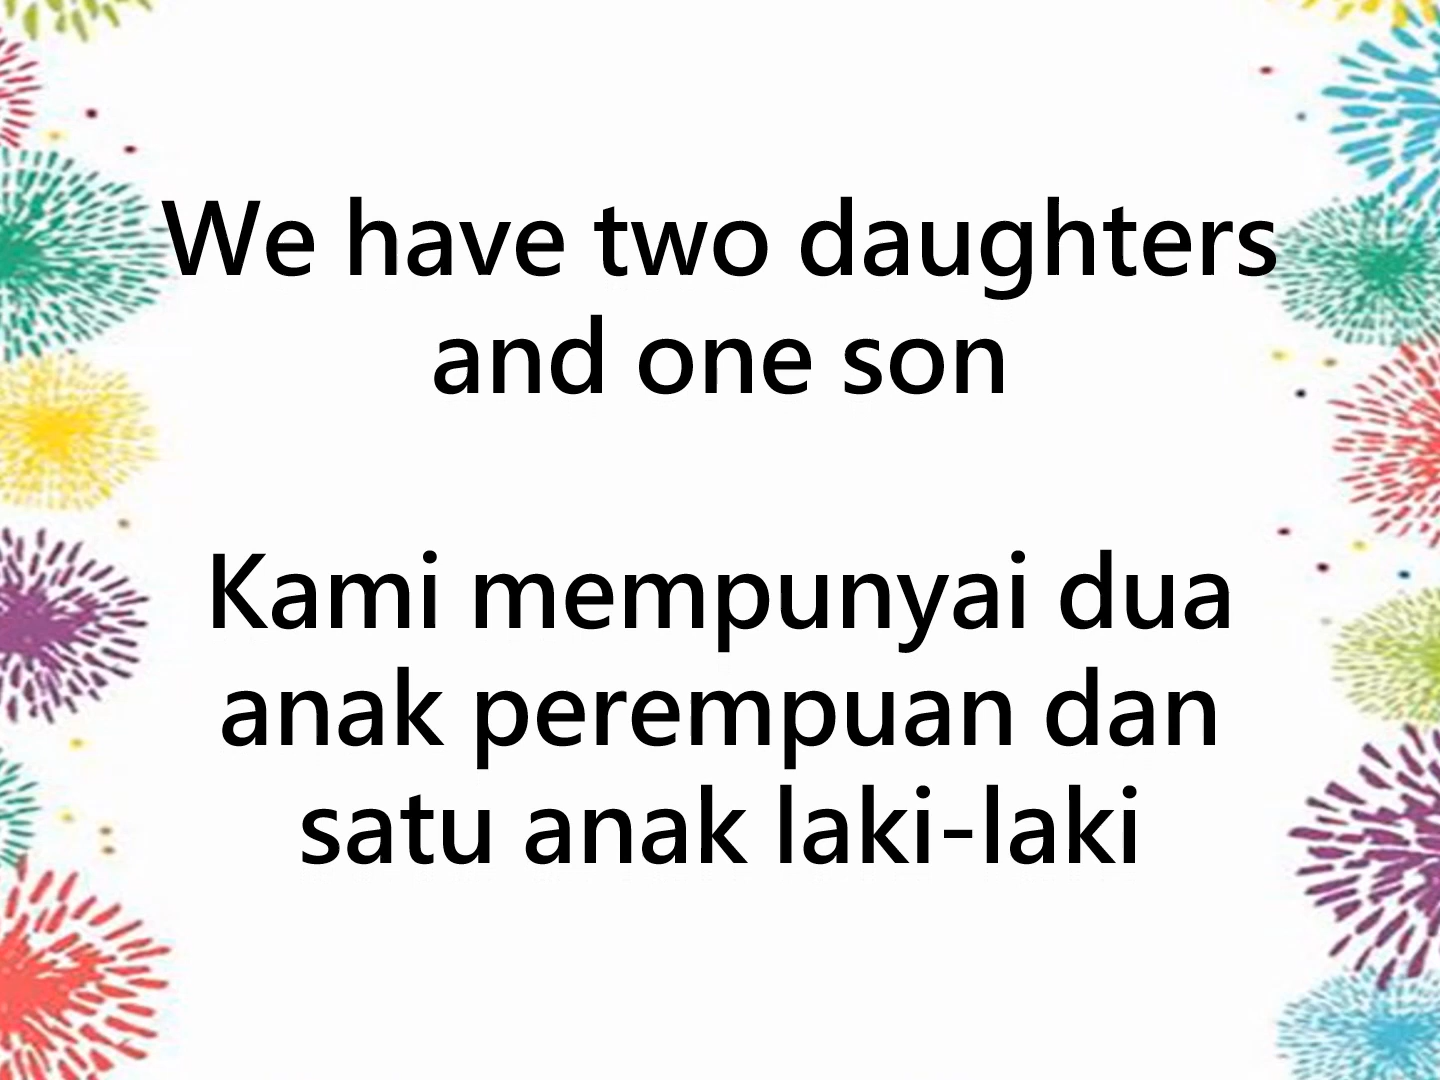 We have two daughters
and one son
Kami mempunyai dua
anak perempuan dan
satu anak laki-laki